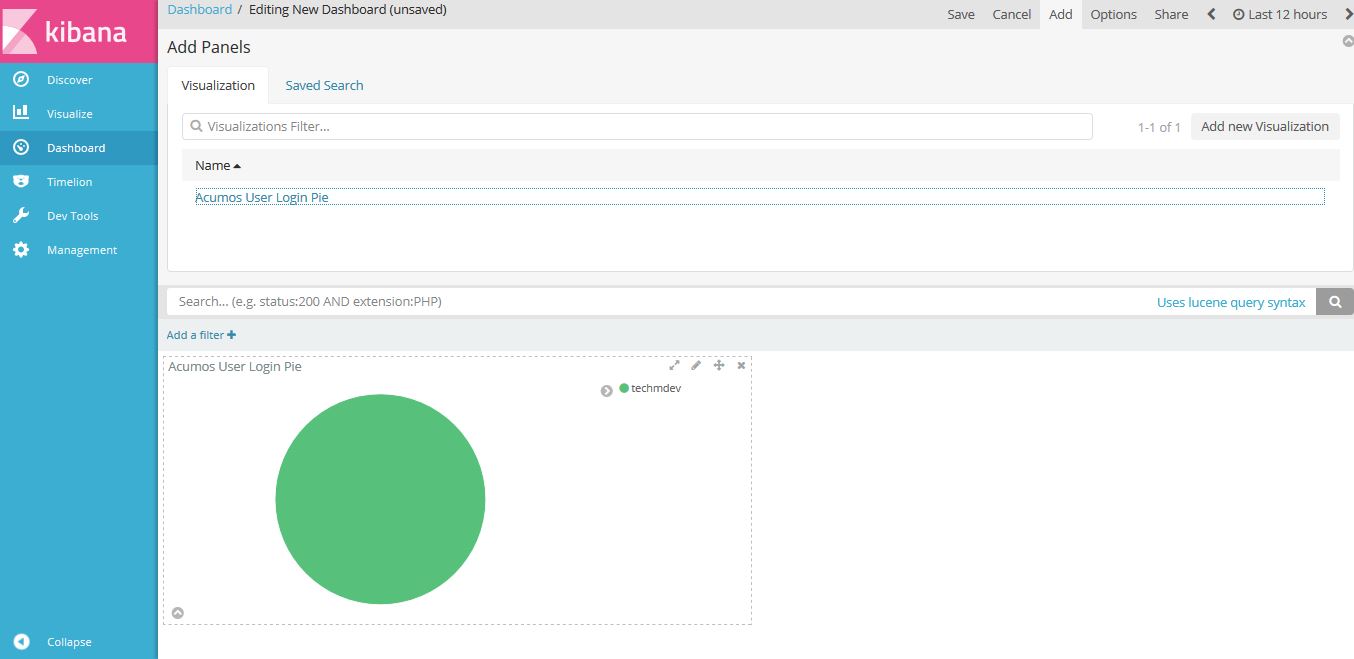 kibana
Discover
Visualize
Dashboard
Timelion
Dev Tools
Management
Collapse
Dashboard / Editing New Dashboard (unsaved)
Save Cancel Add Options Share Last 12 hours
Add Panels
Visualization Saved Search
Visualizations Filter... 1-1 of 1 Add new Visualization
Name
Acumos User Login Pie
Search... (e.g. status:200 AND extension:PHP) Uses lucene query syntax
Add a filter +
Acumos User Login Pie
techmdev